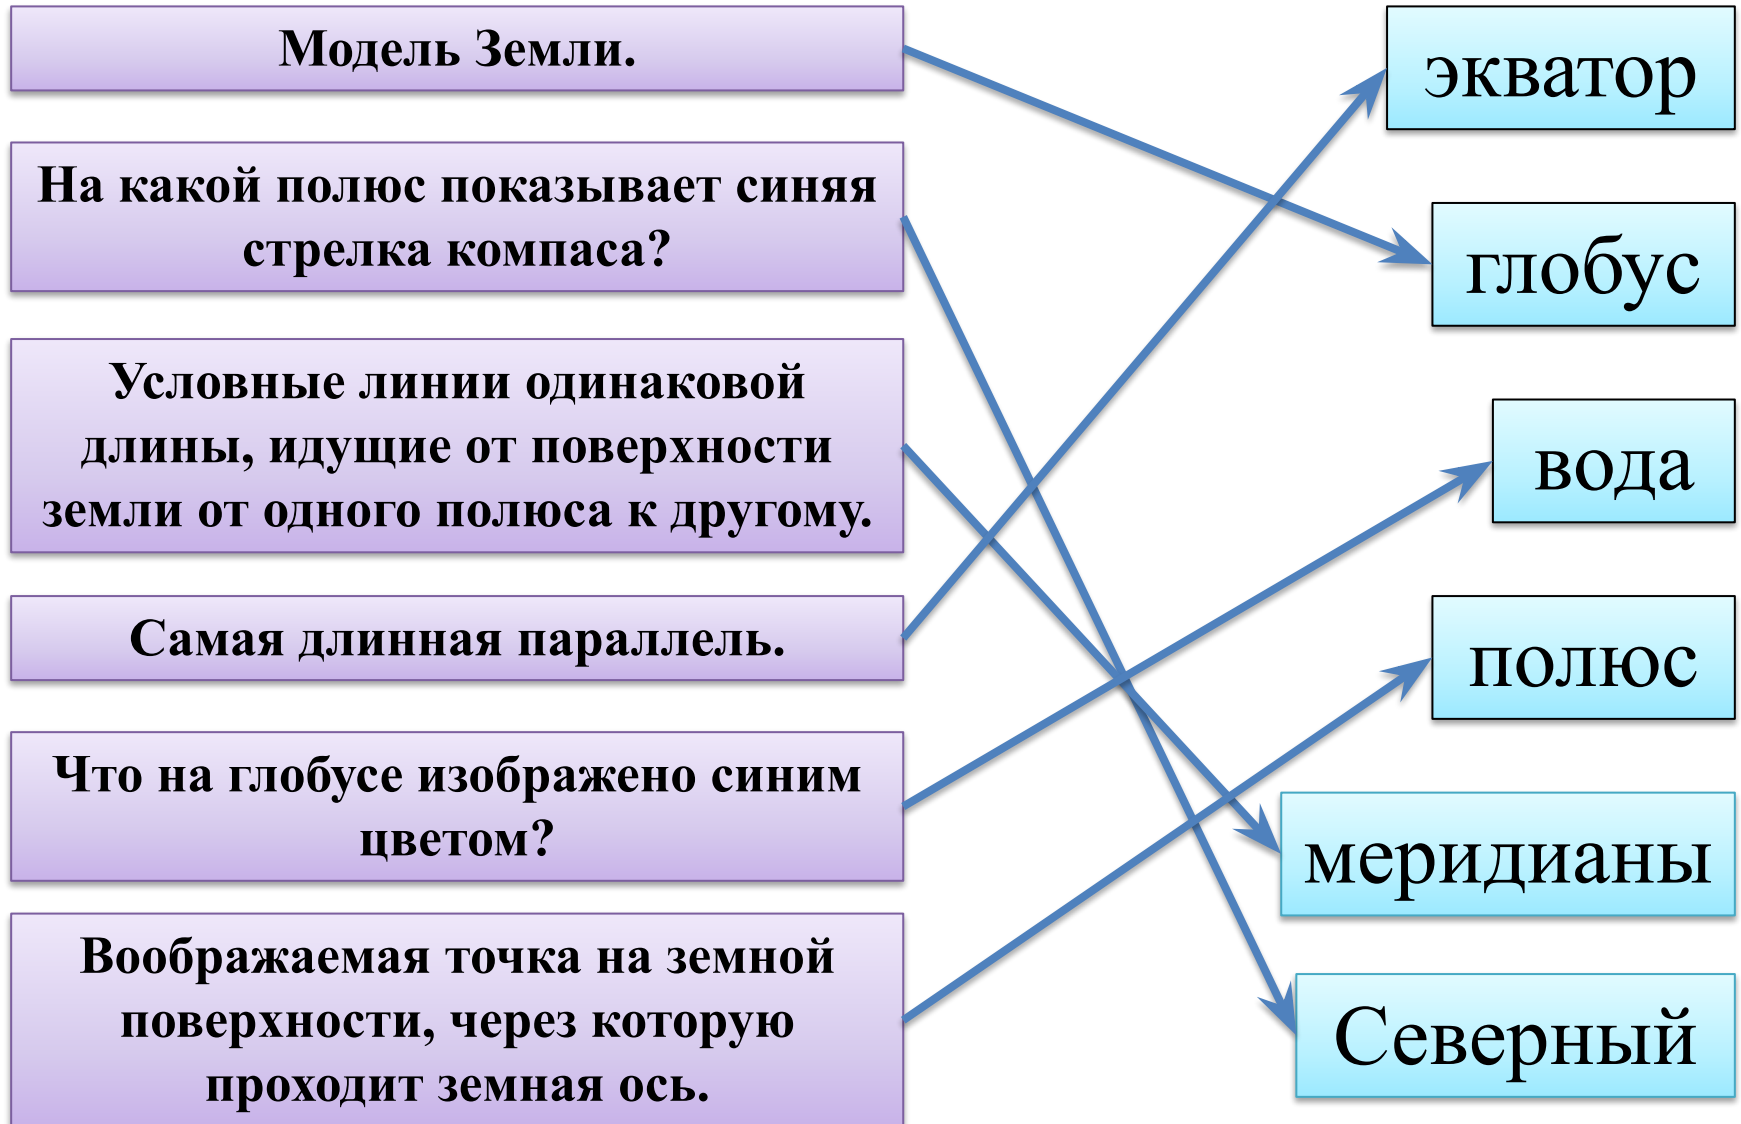 Модель Земли.
На какой полюс показывает синяя
стрелка компаса?
Условные линии одинаковой
длины, идущие от поверхности
земли от одного полюса к другому.
Самая длинная параллель.
Что на глобусе изображено синим
цветом?
Воображаемая точка на земной
поверхности, через которую
проходит земная ось.
экватор
глобус
вода
полюс
меридианы
Северный